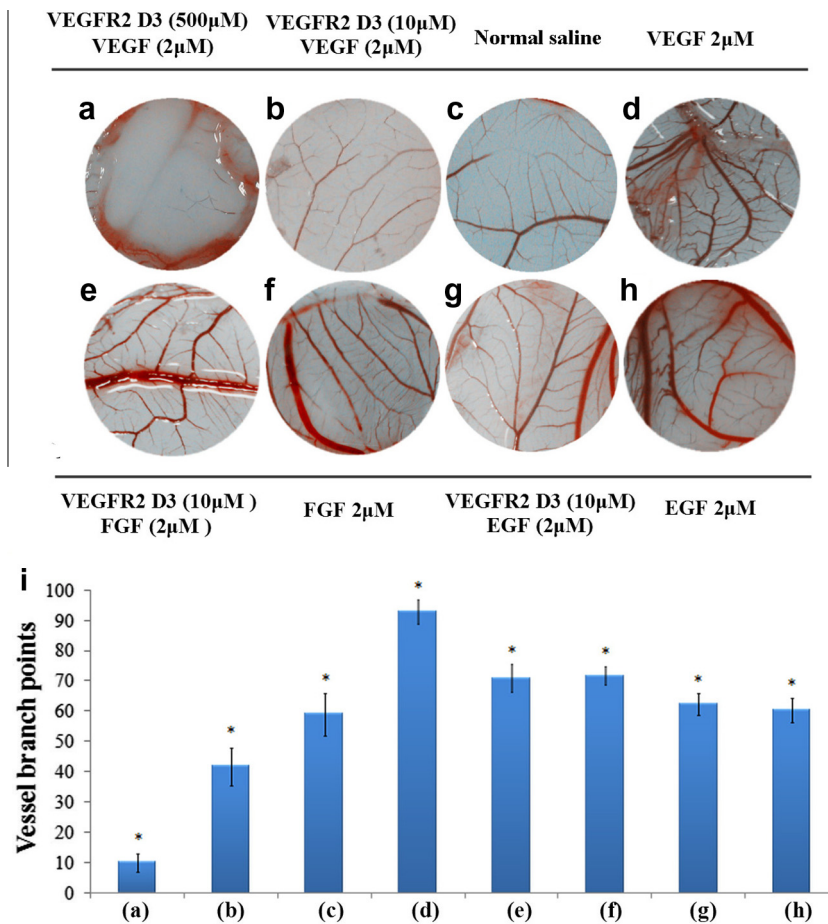 VEGFR2 D3 (500μM)
VEGF (2μM)
VEGFR2 D3 (10μM)
VEGF (2μM)
Normal saline
VEGF 2μM
a
b
c
d
e
f
g
h
VEGFR2 D3 (10μM )
FGF (2μM )
FGF 2μM
VEGFR2 D3 (10μM)
EGF (2μM)
EGF 2μM
i
Vessel branch points
100
90
80
70
60
50
40
30
20
10
0
*
*
*
*
*
*
*
*
(a)
(b)
(c)
(d)
(e)
(f)
(g)
(h)